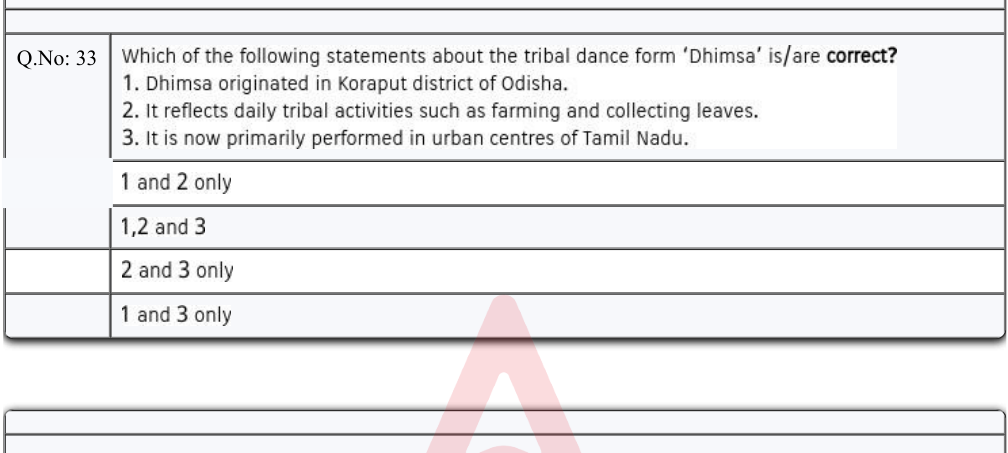 Q.No: 33
Which of the following statements about the tribal dance form ‘Dhimsa’ is/are correct?
1. Dhimsa originated in Koraput district of Odisha.
2. It reflects daily tribal activities such as farming and collecting leaves.
3. It is now primarily performed in urban centres of Tamil Nadu.
1 and 2 only
1,2 and 3
2 and 3 only
1 and 3 only